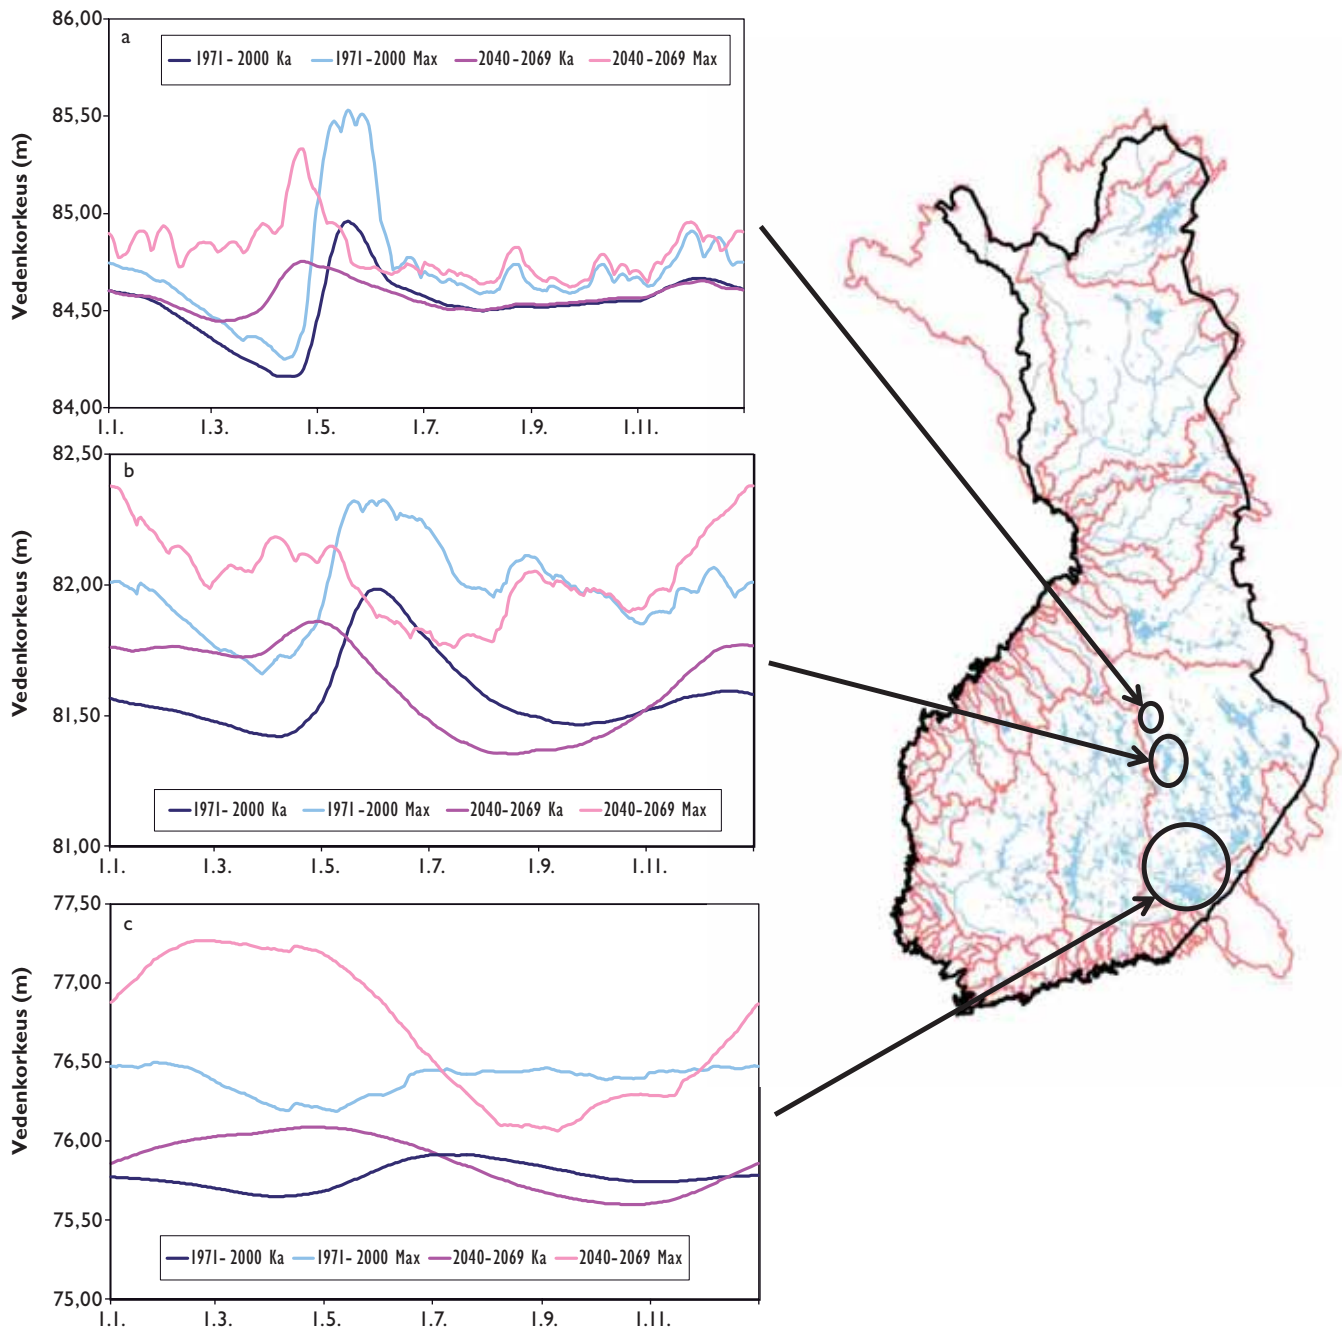 86,00
a
1971-2000 Ka 1971-2000 Max 2040-2069 Ka 2040-2069 Max
85,50
85,00
84,50
84,00
Vedenkorkeus (m)
1.1. 1.3. 1.5. 1.7. 1.9. 1.11.
82,50
b
82,00
81,50
81,00
Vedenkorkeus (m)
1971-2000 Ka 1971-2000 Max 2040-2069 Ka 2040-2069 Max
1.1. 1.3. 1.5. 1.7. 1.9. 1.11.
77,50
c
77,00
76,50
76,00
75,50
75,00
Vedenkorkeus (m)
1971-2000 Ka 1971-2000 Max 2040-2069 Ka 2040-2069 Max
1.1. 1.3. 1.5. 1.7. 1.9. 1.11.